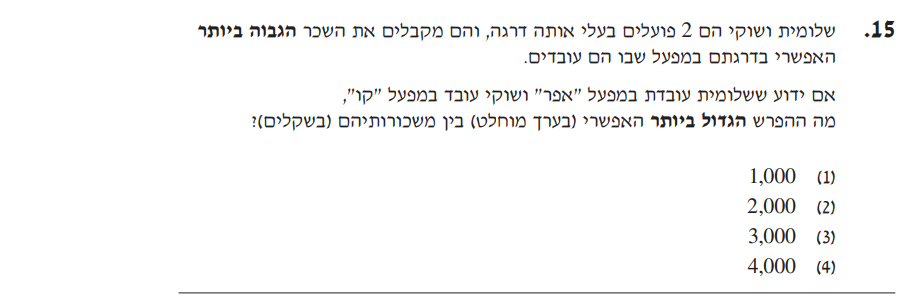 15. שלומית ושוקי הם 2 פועלים בעלי אותה דרגה, והם מקבלים את השכר הגבוה ביותר
האפשרי בדרגתם במפעל שבו הם עובדים.
אם ידוע ששלומית עובדת במפעל "אפר" ושוקי עובד במפעל "קו",
מה ההפרש הגדול ביותר האפשרי (בערך מוחלט) בין משכורותיהם (בשקלים)?
(1) 1,000
(2) 2,000
(3) 3,000
(4) 4,000